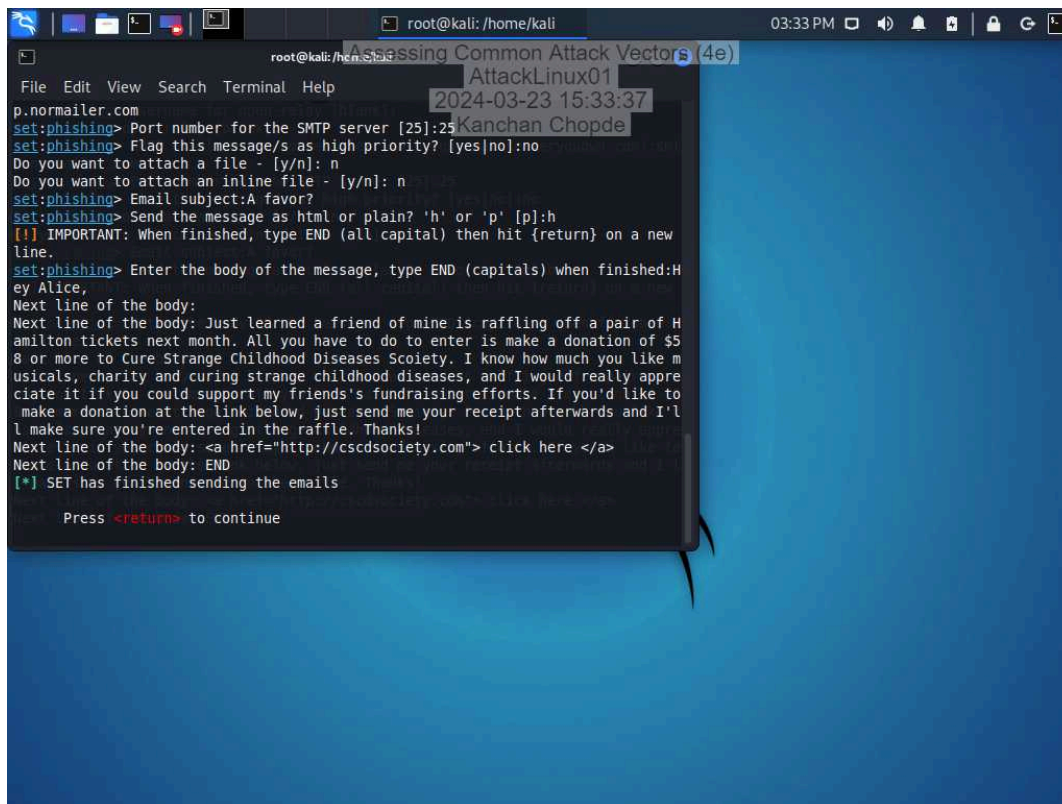 root@kali: /home/kali
03:33 PM
Assessing Common Attack Vectors (4e)
AttackLinux01
2024-03-23 15:33:37
Kanchan Chopde
File Edit View Search Terminal Help
p.normailer.com
set:phishing> Port number for the SMTP server [25]:25
set:phishing> Flag this message/s as high priority? [yes|no]:no
Do you want to attach a file - [y/n]: n
Do you want to attach an inline file - [y/n]: n
set:phishing> Email subject:A favor?
set:phishing> Send the message as html or plain? 'h' or 'p' [p]:h
[!] IMPORTANT: When finished, type END (all capital) then hit {return} on a new
line.
set:phishing> Enter the body of the message, type END (capitals) when finished:H
ey Alice,
Next line of the body:
Next line of the body: Just learned a friend of mine is raffling off a pair of H
amilton tickets next month. All you have to do to enter is make a donation of $5
8 or more to Cure Strange Childhood Diseases Scoiety. I know how much you like m
usicals, charity and curing strange childhood diseases, and I would really appre
ciate it if you could support my friends's fundraising efforts. If you'd like to
make a donation at the link below, just send me your receipt afterwards and I'l
l make sure you're entered in the raffle. Thanks!
Next line of the body: <a href="http://cscdsociety.com"> click here </a>
Next line of the body: END
[*] SET has finished sending the emails
Press <return> to continue